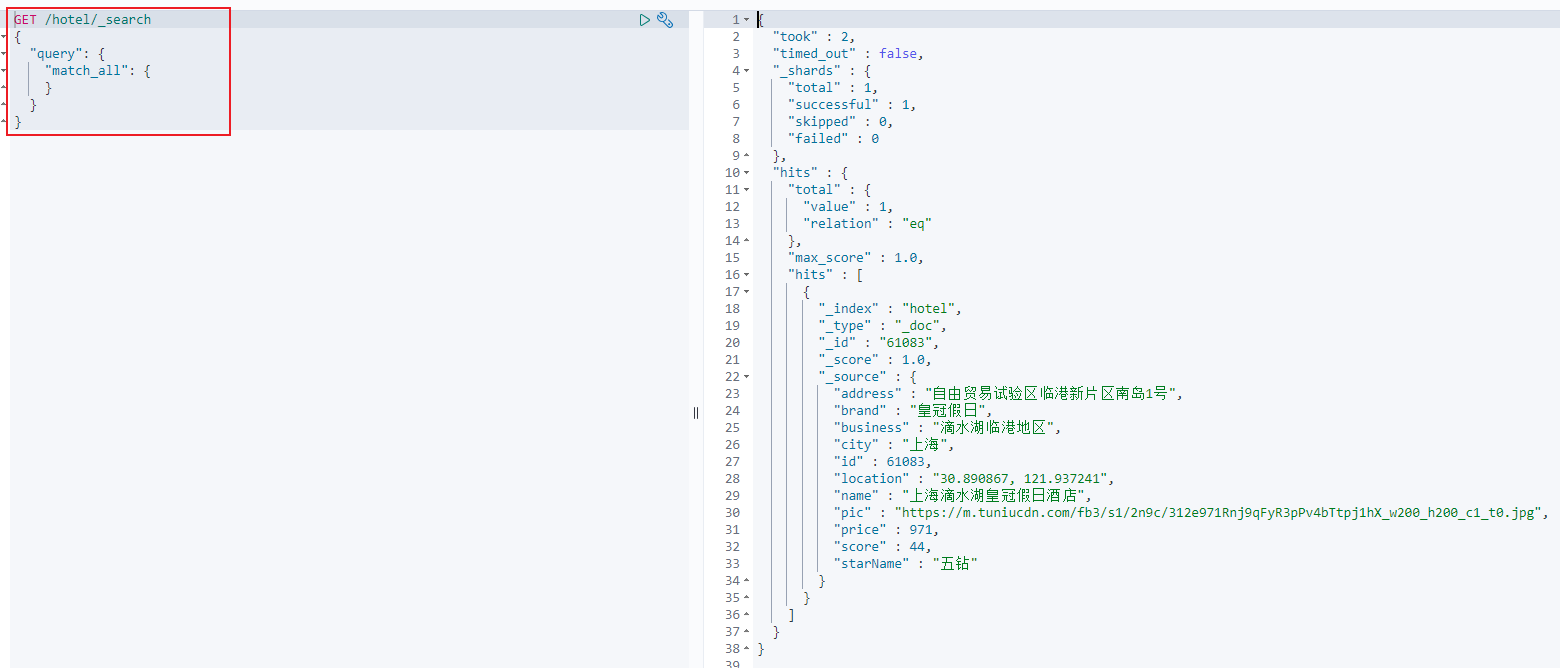 GET /hotel/_search
{
  "query": {
    "match_all": {
    }
  }
}
1 {
2   "took" : 2,
3   "timed_out" : false,
4   "_shards" : {
5     "total" : 1,
6     "successful" : 1,
7     "skipped" : 0,
8     "failed" : 0
9   },
10   "hits" : {
11     "total" : {
12       "value" : 1,
13       "relation" : "eq"
14     },
15     "max_score" : 1.0,
16     "hits" : [
17       {
18         "_index" : "hotel",
19         "_type" : "_doc",
20         "_id" : "61083",
21         "_score" : 1.0,
22         "_source" : {
23           "address" : "自由贸易试验区临港新片区南岛1号",
24           "brand" : "皇冠假日",
25           "business" : "滴水湖临港地区",
26           "city" : "上海",
27           "id" : 61083,
28           "location" : "30.890867, 121.937241",
29           "name" : "上海滴水湖皇冠假日酒店",
30           "pic" : "https://m.tuniucdn.com/fb3/s1/2n9c/312e971Rnj9qFyR3pPv4bTtpj1hX_w200_h200_c1_t0.jpg",
31           "price" : 971,
32           "score" : 44,
33           "starName" : "五钻"
34         }
35       }
36     ]
37   }
38 }
39